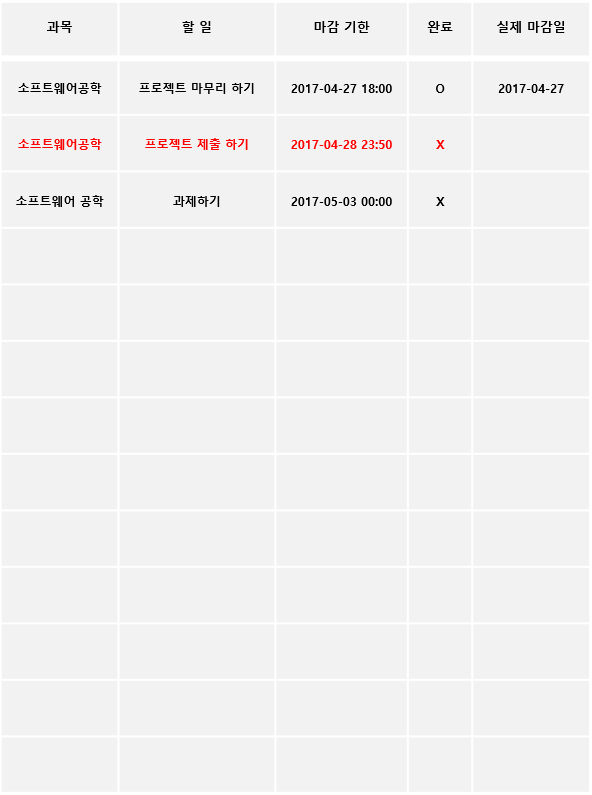 과목 할 일 마감 기한 완료 실제 마감일
소프트웨어공학 프로젝트 마무리 하기 2017-04-27 18:00 O 2017-04-27
소프트웨어공학 프로젝트 제출 하기 2017-04-28 23:50 X
소프트웨어 공학 과제하기 2017-05-03 00:00 X